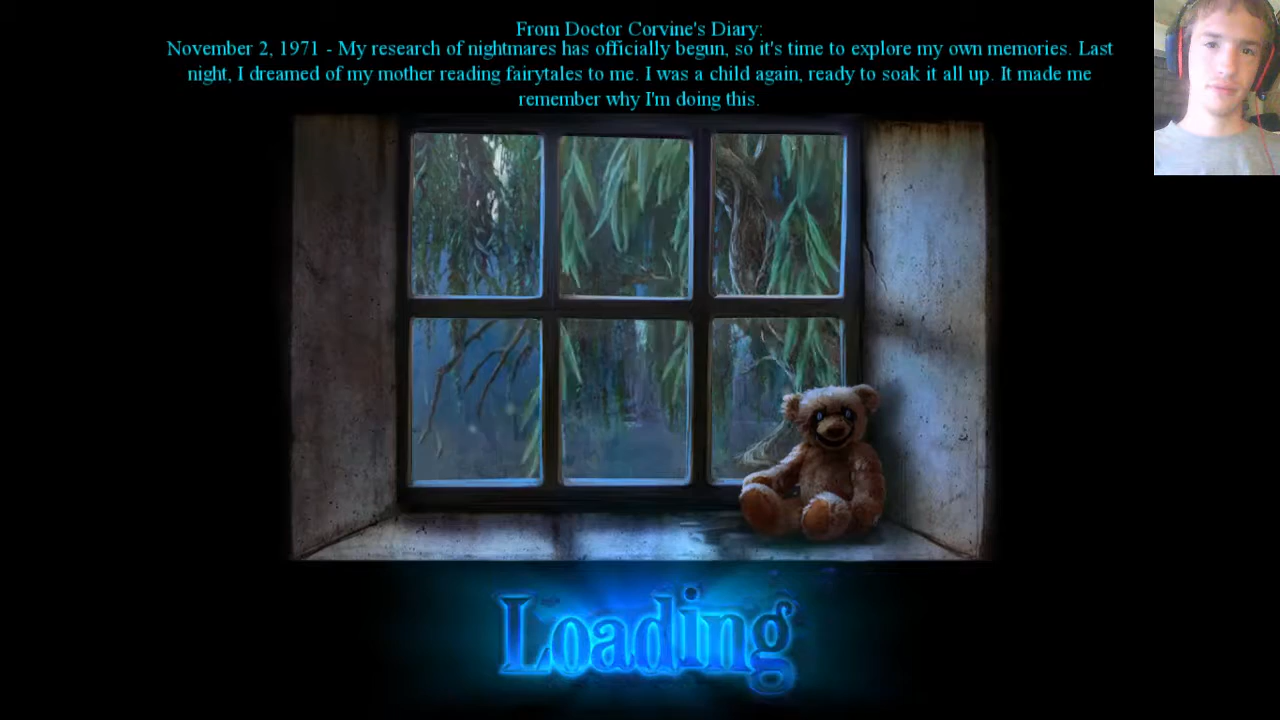 From Doctor Corvine's Diary:
November 2, 1971 - My research of nightmares has officially begun, so it's time to explore my own memories. Last
night, I dreamed of my mother reading fairytales to me. I was a child again, ready to soak it all up. It made me
remember why I'm doing this.
Loading